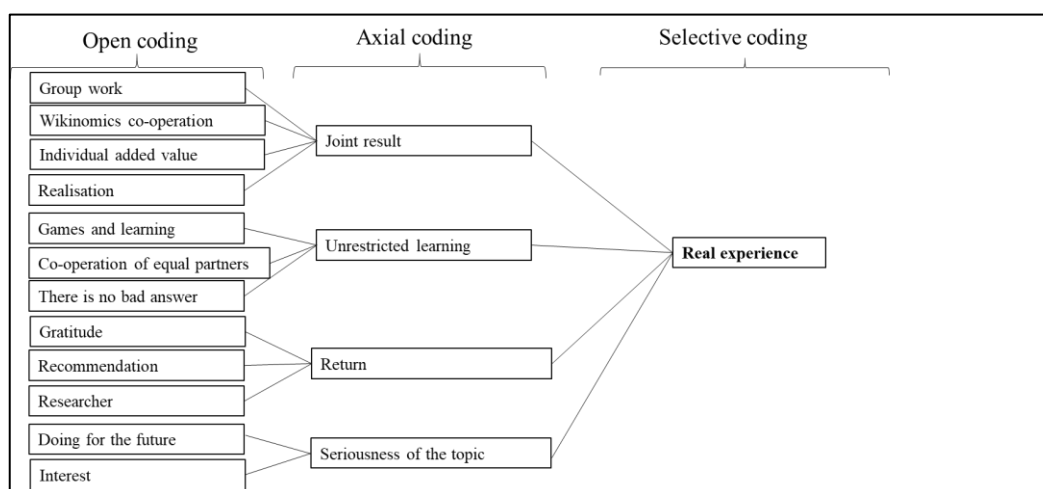 Open coding
Axial coding
Selective coding
Group work
Wikinomics co-operation
Individual added value
Realisation
Joint result
Games and learning
Co-operation of equal partners
There is no bad answer
Unrestricted learning
Real experience
Gratitude
Recommendation
Researcher
Return
Doing for the future
Interest
Seriousness of the topic